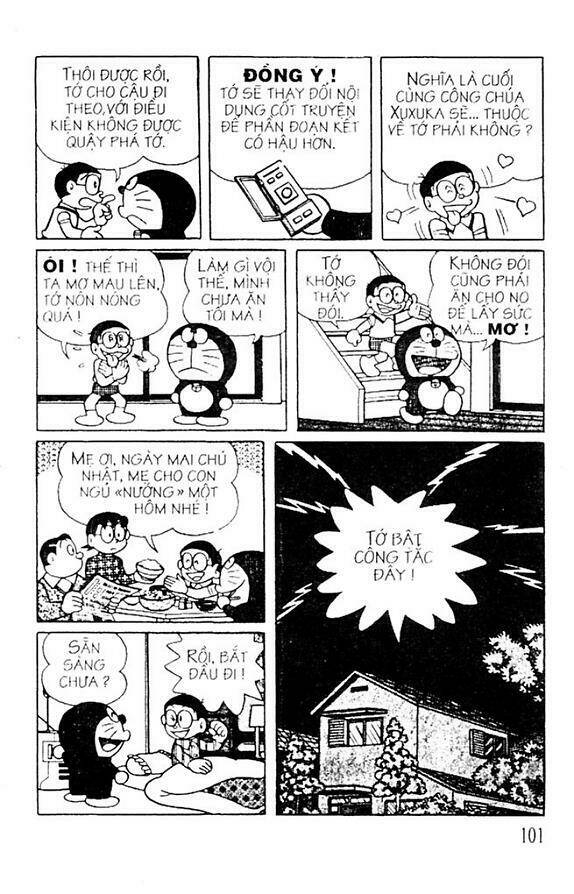 THÔI ĐƯỢC RỒI,
TỚ CHO CẬU ĐI
THEO, VỚI ĐIỀU
KIỆN KHÔNG ĐƯỢC
QUẬY PHÁ TỚ.
ĐỒNG Ý !
TỚ SẼ THAY ĐỔI NỘI
DUNG CỐT TRUYỆN
ĐỂ PHẦN ĐOẠN KẾT
CÓ HẬU HƠN.
NGHĨA LÀ CUỐI
CÙNG CÔNG CHÚA
XUXUKA SẼ... THUỘC
VỀ TỚ PHẢI KHÔNG ?
ÔI ! THẾ THÌ
TA MƠ MAU LÊN,
TỚ NÔN NÓNG
QUÁ !
LÀM GÌ VỘI
THẾ, MÌNH
CHƯA ĂN
TỐI MÀ !
TỚ
KHÔNG
THẤY
ĐÓI.
KHÔNG ĐÓI
CŨNG PHẢI
ĂN CHO NO
ĐỂ LẤY SỨC
MÀ... MƠ !
MẸ ƠI, NGÀY MAI CHỦ
NHẬT, MẸ CHO CON
NGỦ «NƯỚNG» MỘT
HÔM NHÉ !
TỚ BẬT
CÔNG TẮC
ĐÂY !
SẴN
SÀNG
CHƯA ?
RỒI, BẮT
ĐẦU ĐI !
101